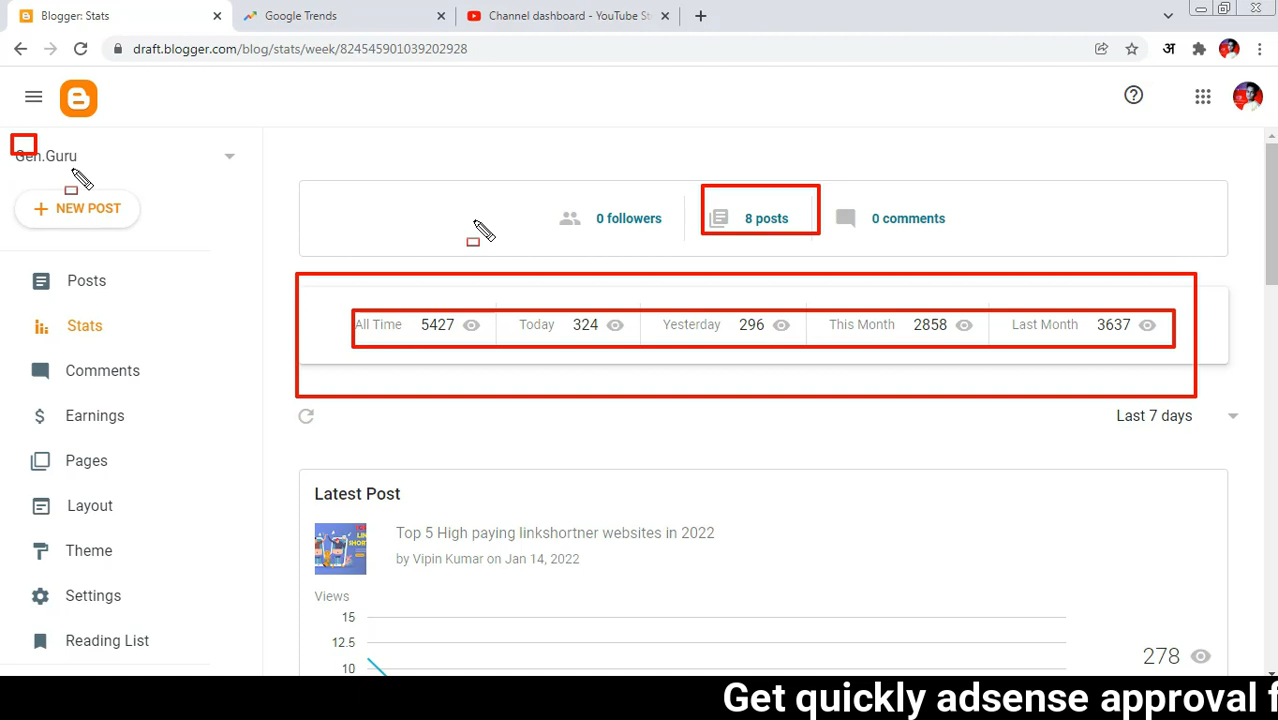 Blogger: Stats
Google Trends
Channel dashboard - YouTube St
draft.blogger.com/blog/stats/week/824545901039202928
अ
Gen.Guru
+ NEW POST
0 followers
8 posts
0 comments
Posts
Stats
Comments
Earnings
Pages
Layout
Theme
Settings
Reading List
All Time 5427
Today 324
Yesterday 296
This Month 2858
Last Month 3637
Last 7 days
Latest Post
Top 5 High paying linkshortner websites in 2022
by Vipin Kumar on Jan 14, 2022
Views
15
12.5
10
278
Get quickly adsense approval f